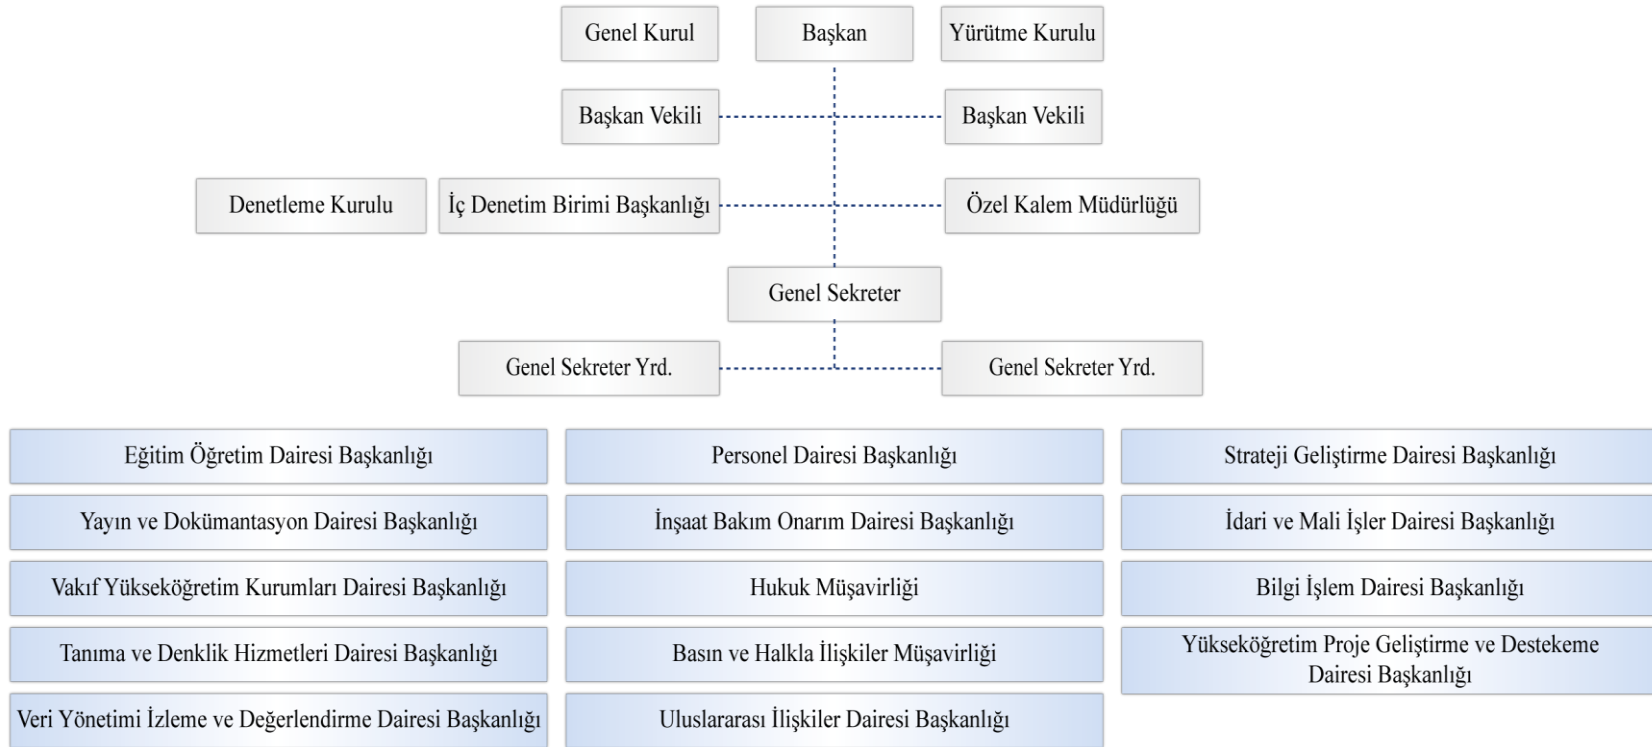 Genel Kurul
Başkan
Yürütme Kurulu
Başkan Vekili
Başkan Vekili
Denetleme Kurulu
İç Denetim Birimi Başkanlığı
Özel Kalem Müdürlüğü
Genel Sekreter
Genel Sekreter Yrd.
Genel Sekreter Yrd.
Eğitim Öğretim Dairesi Başkanlığı
Personel Dairesi Başkanlığı
Strateji Geliştirme Dairesi Başkanlığı
Yayın ve Dokümantasyon Dairesi Başkanlığı
İnşaat Bakım Onarım Dairesi Başkanlığı
İdari ve Mali İşler Dairesi Başkanlığı
Vakıf Yükseköğretim Kurumları Dairesi Başkanlığı
Hukuk Müşavirliği
Bilgi İşlem Dairesi Başkanlığı
Tanıma ve Denklik Hizmetleri Dairesi Başkanlığı
Basın ve Halkla İlişkiler Müşavirliği
Yükseköğretim Proje Geliştirme ve Destekeme
Dairesi Başkanlığı
Veri Yönetimi İzleme ve Değerlendirme Dairesi Başkanlığı
Uluslararası İlişkiler Dairesi Başkanlığı